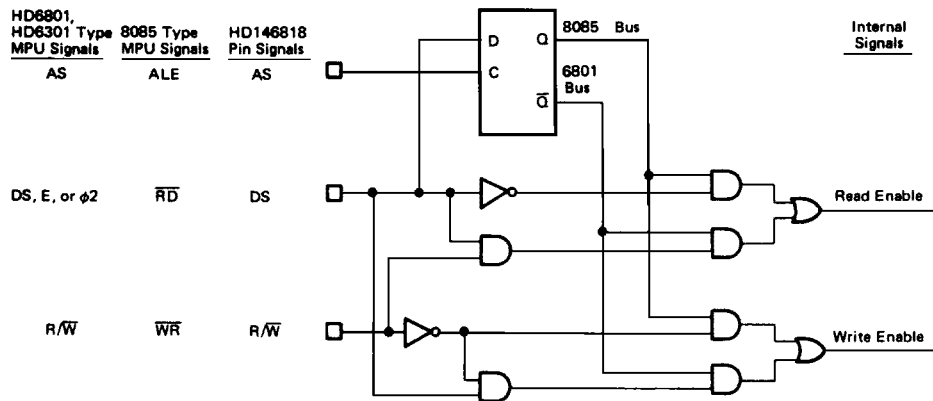 HD6801,
HD6301 Type
MPU Signals
8085 Type
MPU Signals
HD146818
Pin Signals
Internal
Signals
AS
ALE
AS
D
Q
C
Q̅
8085 Bus
6801
Bus
DS, E, or φ2
R̅D̅
DS
Read Enable
R/W̅
W̅R̅
R/W̅
Write Enable